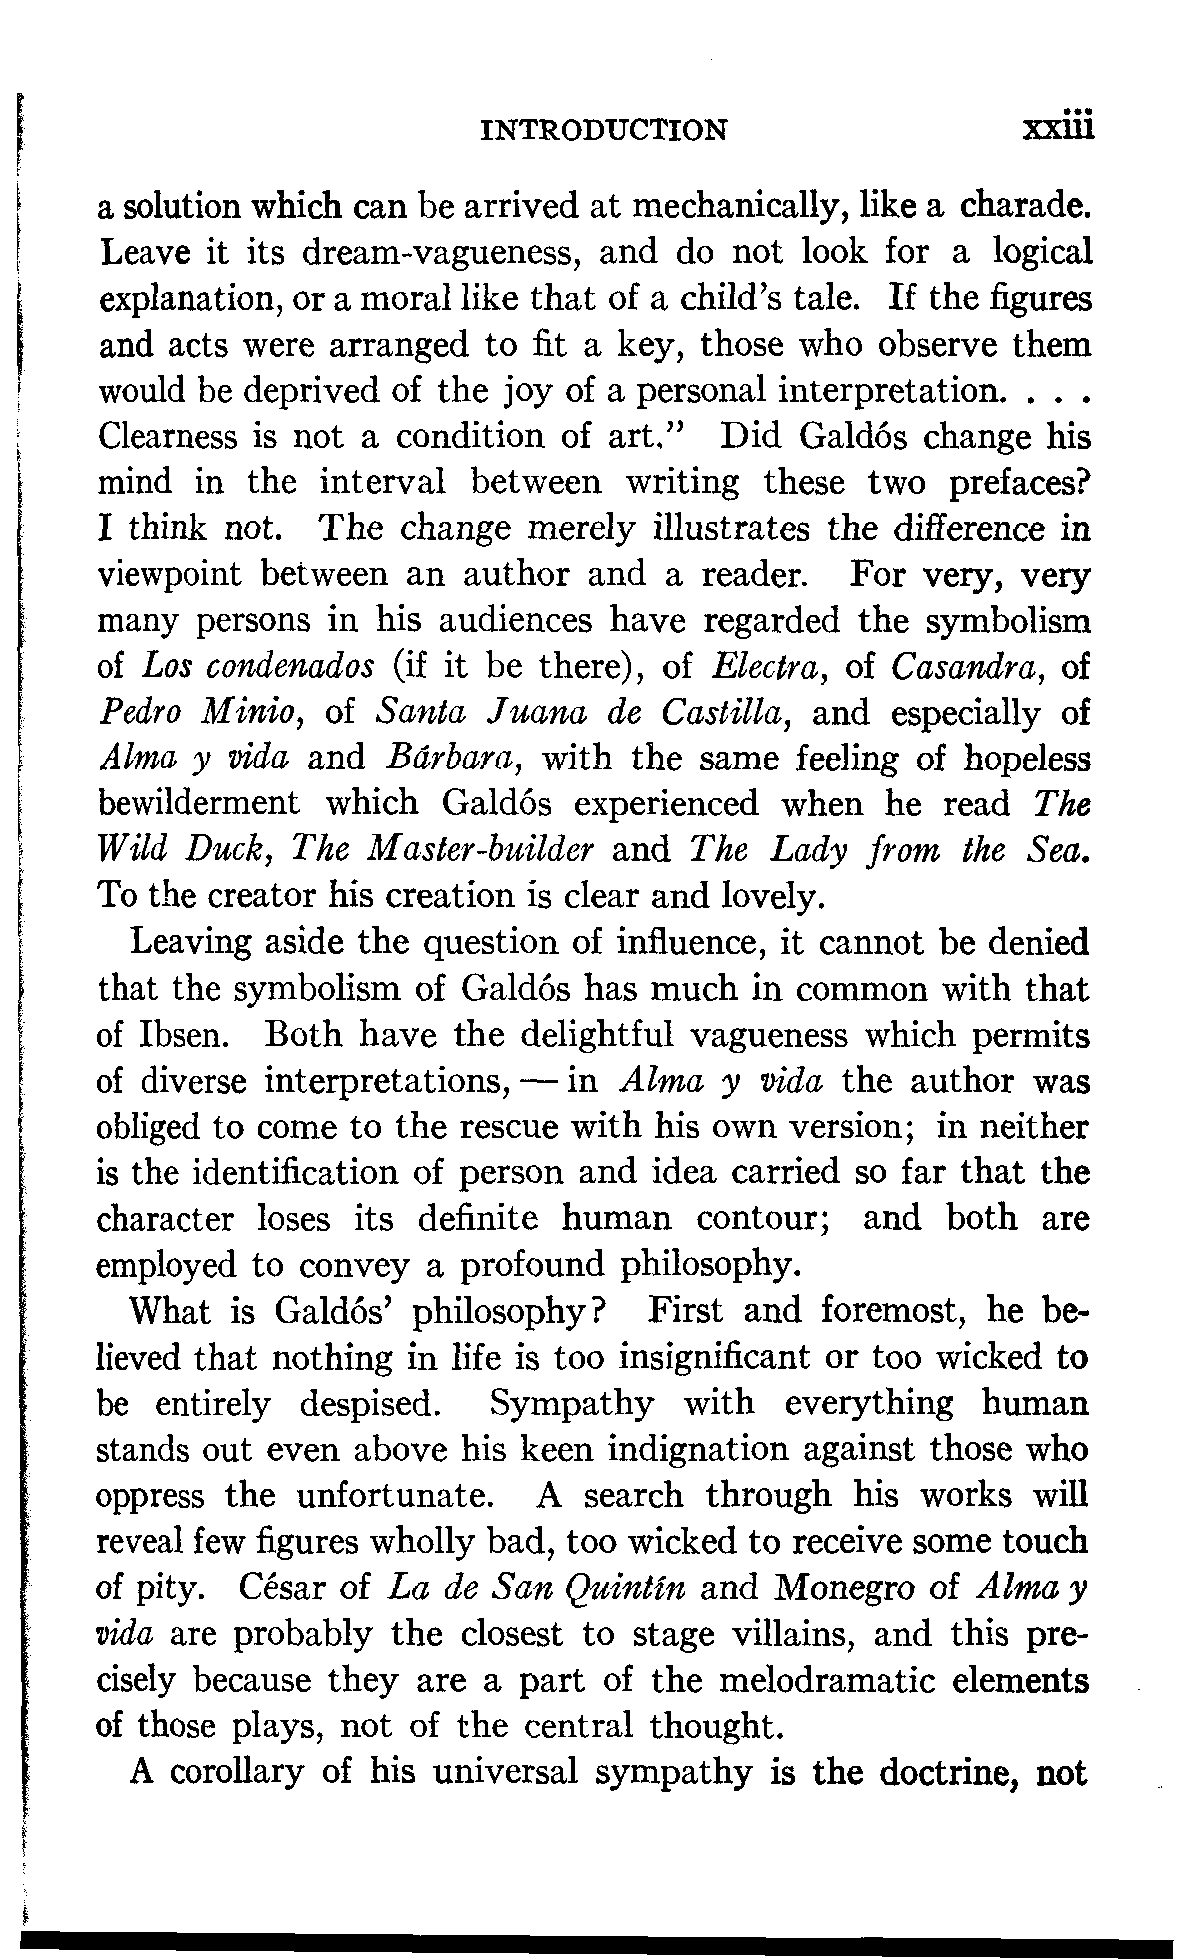 INTRODUCTION xxiii
a solution which can be arrived at mechanically, like a charade.
Leave it its dream-vagueness, and do not look for a logical
explanation, or a moral like that of a child's tale. If the figures
and acts were arranged to fit a key, those who observe them
would be deprived of the joy of a personal interpretation. . . .
Clearness is not a condition of art." Did Galdós change his
mind in the interval between writing these two prefaces?
I think not. The change merely illustrates the difference in
viewpoint between an author and a reader. For very, very
many persons in his audiences have regarded the symbolism
of Los condenados (if it be there), of Electra, of Casandra, of
Pedro Minio, of Santa Juana de Castilla, and especially of
Alma y vida and Bárbara, with the same feeling of hopeless
bewilderment which Galdós experienced when he read The
Wild Duck, The Master-builder and The Lady from the Sea.
To the creator his creation is clear and lovely.
Leaving aside the question of influence, it cannot be denied
that the symbolism of Galdós has much in common with that
of Ibsen. Both have the delightful vagueness which permits
of diverse interpretations, — in Alma y vida the author was
obliged to come to the rescue with his own version; in neither
is the identification of person and idea carried so far that the
character loses its definite human contour; and both are
employed to convey a profound philosophy.
What is Galdós' philosophy? First and foremost, he be-
lieved that nothing in life is too insignificant or too wicked to
be entirely despised. Sympathy with everything human
stands out even above his keen indignation against those who
oppress the unfortunate. A search through his works will
reveal few figures wholly bad, too wicked to receive some touch
of pity. César of La de San Quintín and Monegro of Alma y
vida are probably the closest to stage villains, and this pre-
cisely because they are a part of the melodramatic elements
of those plays, not of the central thought.
A corollary of his universal sympathy is the doctrine, not